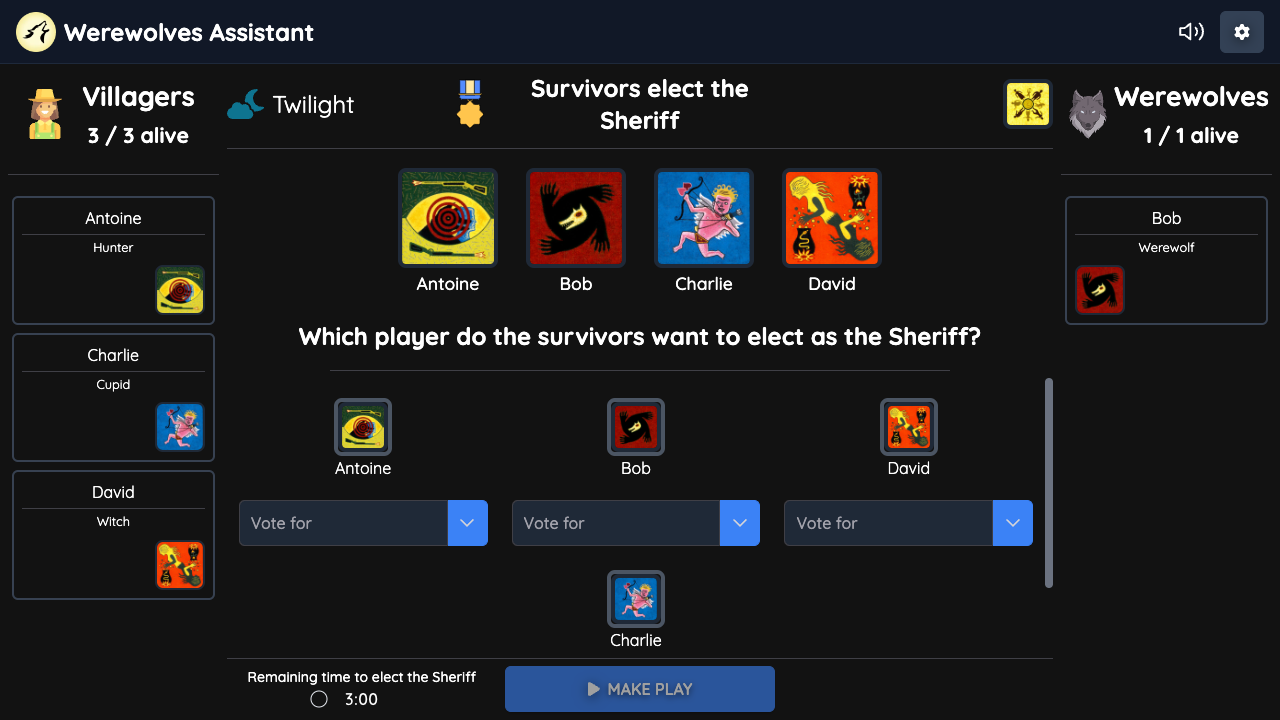 Werewolves Assistant
Villagers
3 / 3 alive
Twilight
Survivors elect the
Sheriff
Werewolves
1 / 1 alive
Antoine
Hunter
Charlie
Cupid
David
Witch
Antoine
Bob
Charlie
David
Which player do the survivors want to elect as the Sheriff?
Antoine
Bob
David
Vote for
Vote for
Vote for
Charlie
Remaining time to elect the Sheriff
3:00
MAKE PLAY
Bob
Werewolf